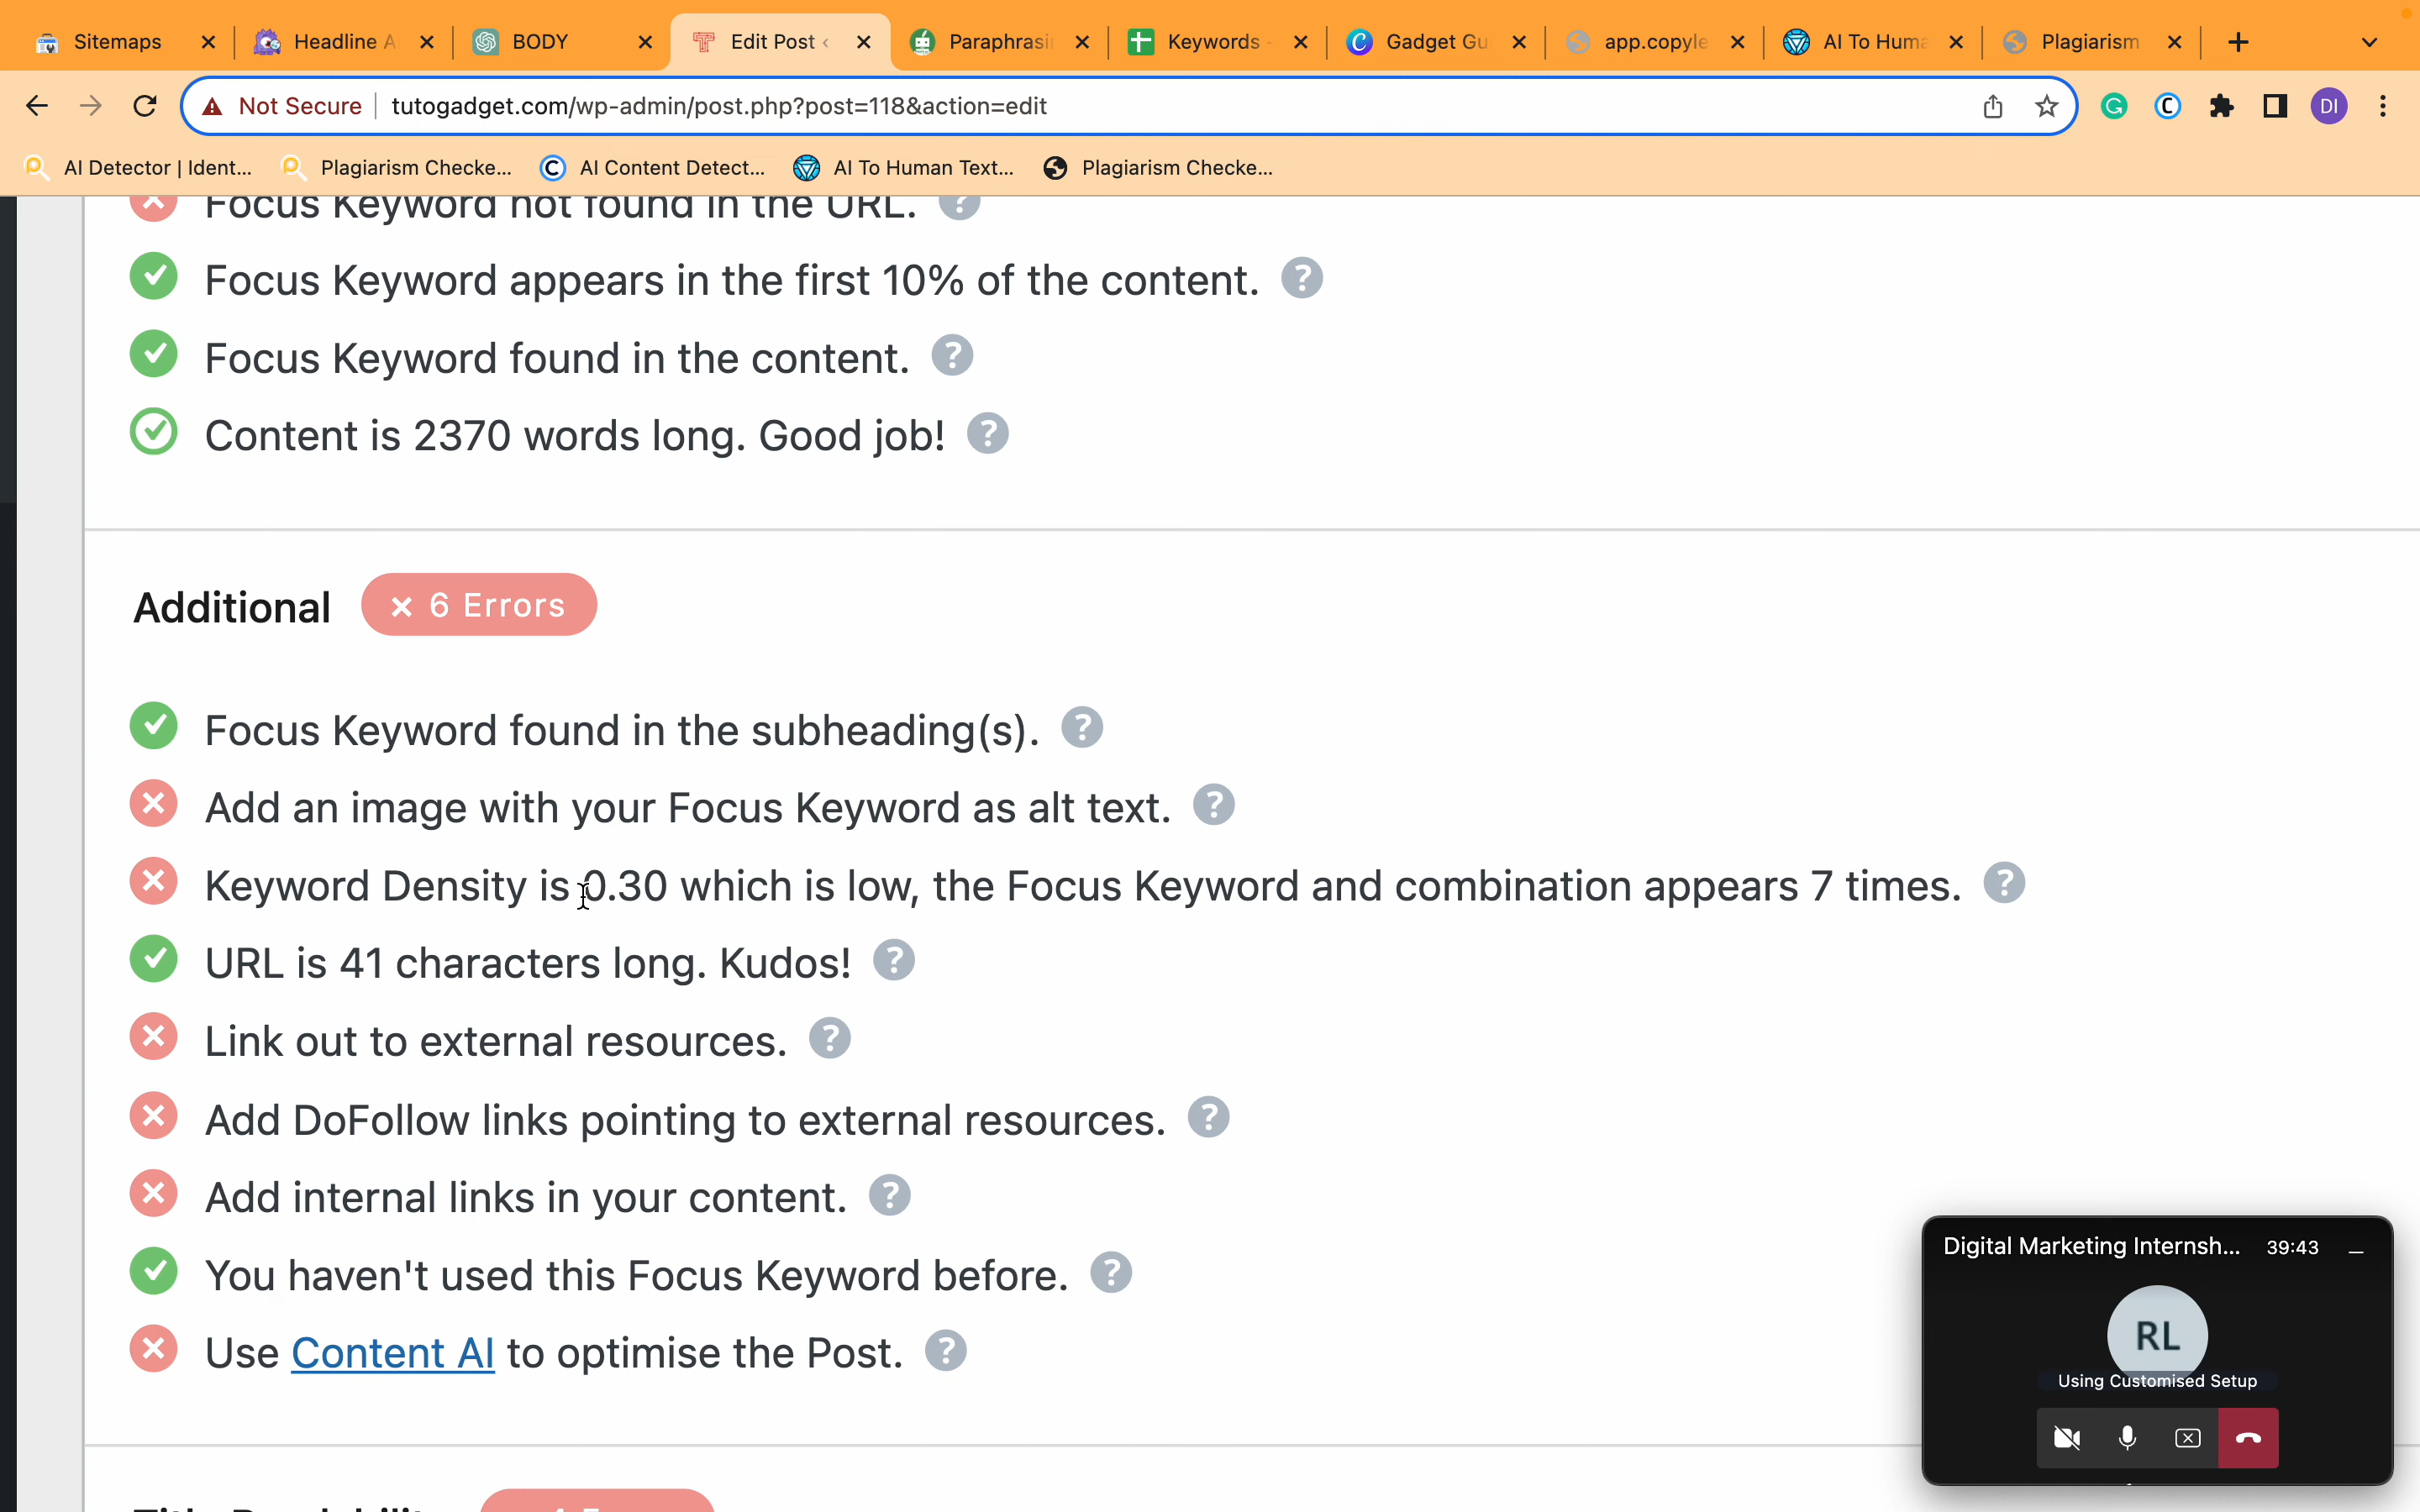 Sitemaps
Headline A
BODY
Edit Post ‹
Paraphrasi
Keywords -
Gadget Gu
app.copyle
AI To Huma
Plagiarism
Not Secure
tutogadget.com/wp-admin/post.php?post=118&action=edit
DI
AI Detector | Ident...
Plagiarism Checke...
AI Content Detect...
AI To Human Text...
Plagiarism Checke...
Focus Keyword not found in the URL.
Focus Keyword appears in the first 10% of the content.
Focus Keyword found in the content.
Content is 2370 words long. Good job!
Additional
× 6 Errors
Focus Keyword found in the subheading(s).
Add an image with your Focus Keyword as alt text.
Keyword Density is 0.30 which is low, the Focus Keyword and combination appears 7 times.
URL is 41 characters long. Kudos!
Link out to external resources.
Add DoFollow links pointing to external resources.
Add internal links in your content.
You haven't used this Focus Keyword before.
Use Content AI to optimise the Post.
Digital Marketing Internsh... 39:43
RL
Using Customised Setup